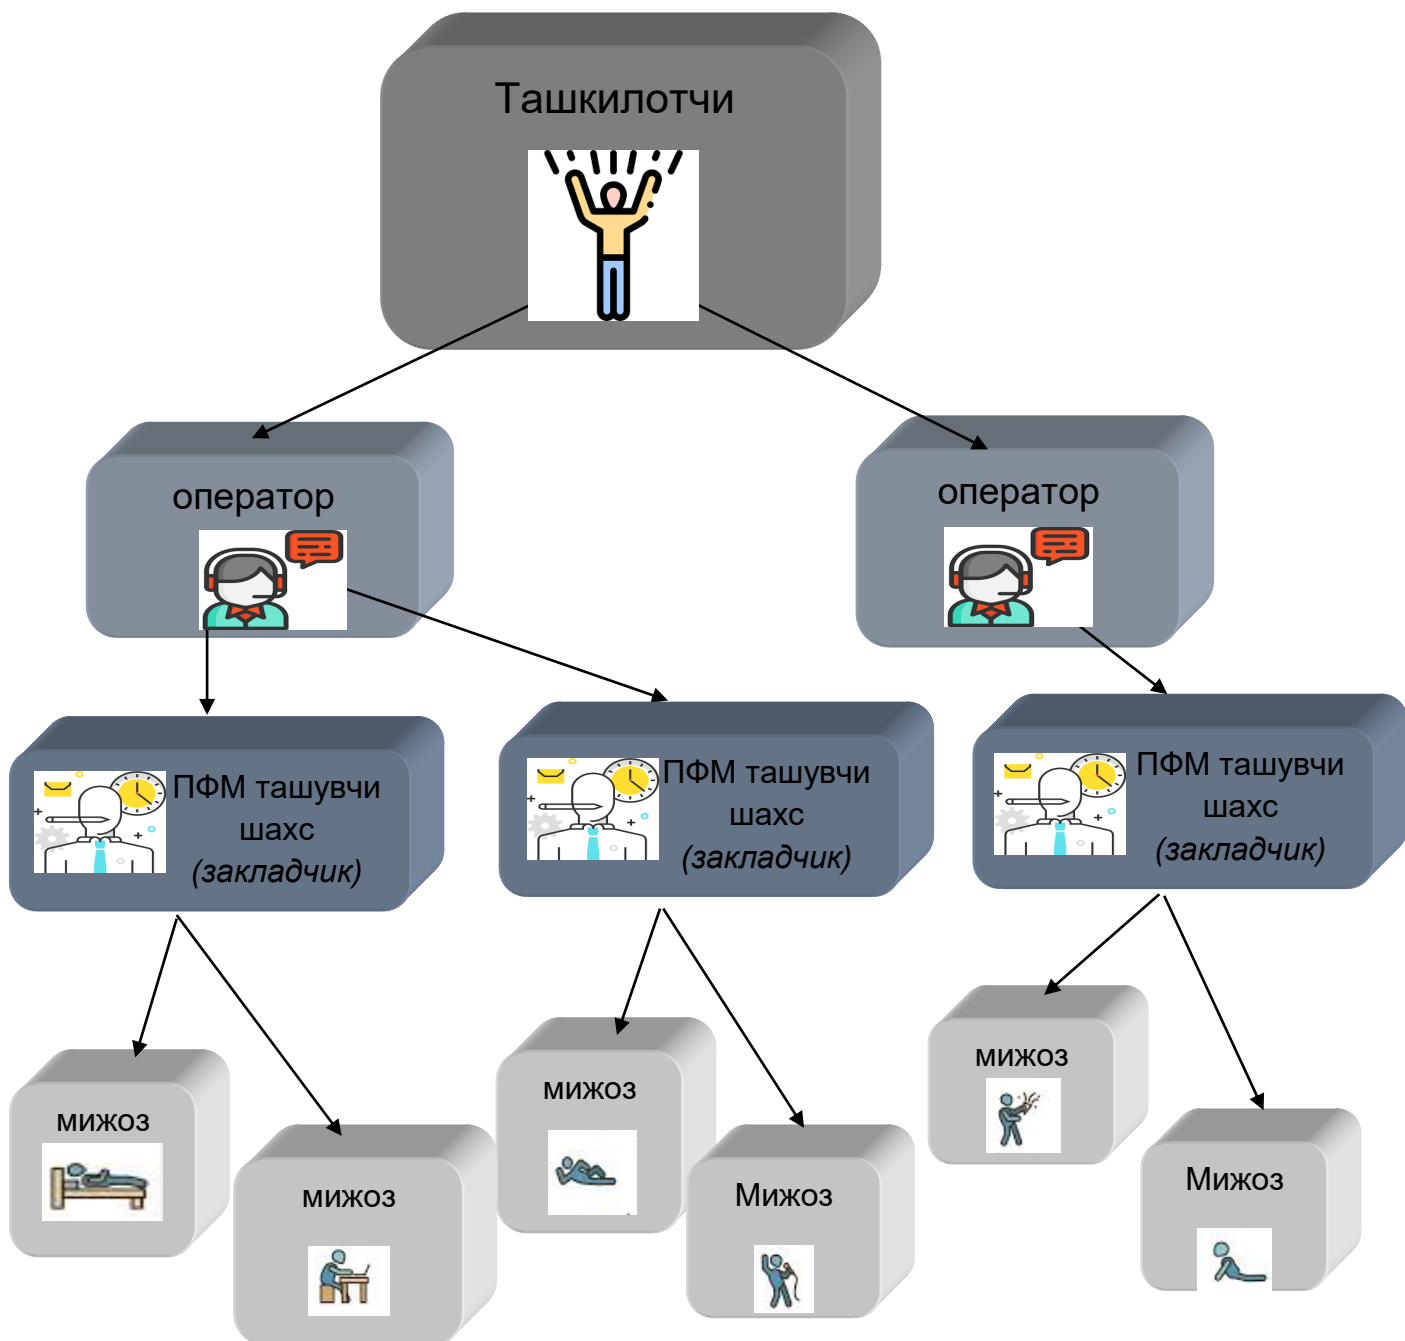 Ташкилотчи
оператор
оператор
ПФМ ташувчи
шахс
(закладчик)
ПФМ ташувчи
шахс
(закладчик)
ПФМ ташувчи
шахс
(закладчик)
мижоз
мижоз
мижоз
Мижоз
мижоз
Мижоз